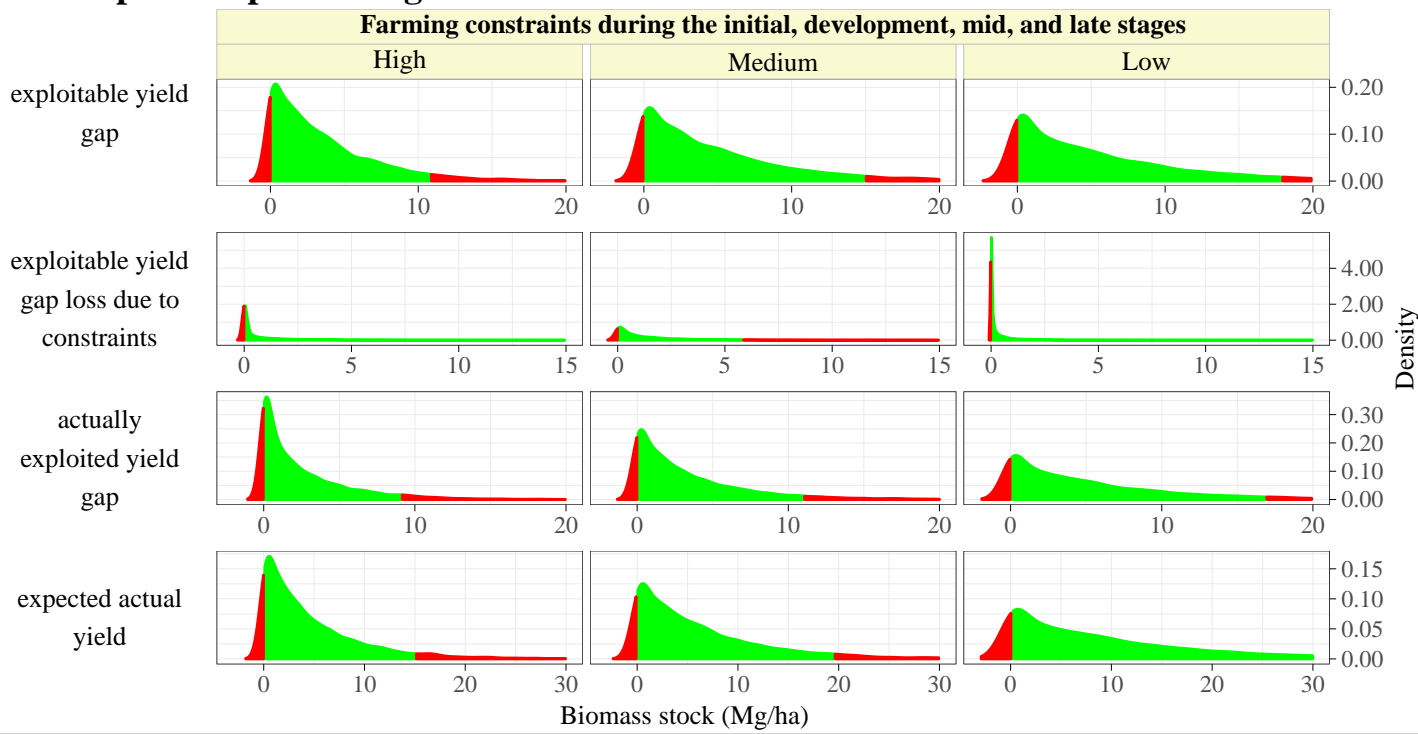 Farming constraints during the initial, development, mid, and late stages
High Medium Low
exploitable yield
gap
0.20
0.10
0.00
0 10 20 0 10 20 0 10 20
exploitable yield
gap loss due to
constraints
4.00
2.00
0.00
0 5 10 15 0 5 10 15 0 5 10 15
actually
exploited yield
gap
0.30
0.20
0.10
0.00
0 10 20 0 10 20 0 10 20
expected actual
yield
0.15
0.10
0.05
0.00
0 10 20 30 0 10 20 30 0 10 20 30
Biomass stock (Mg/ha)
Density